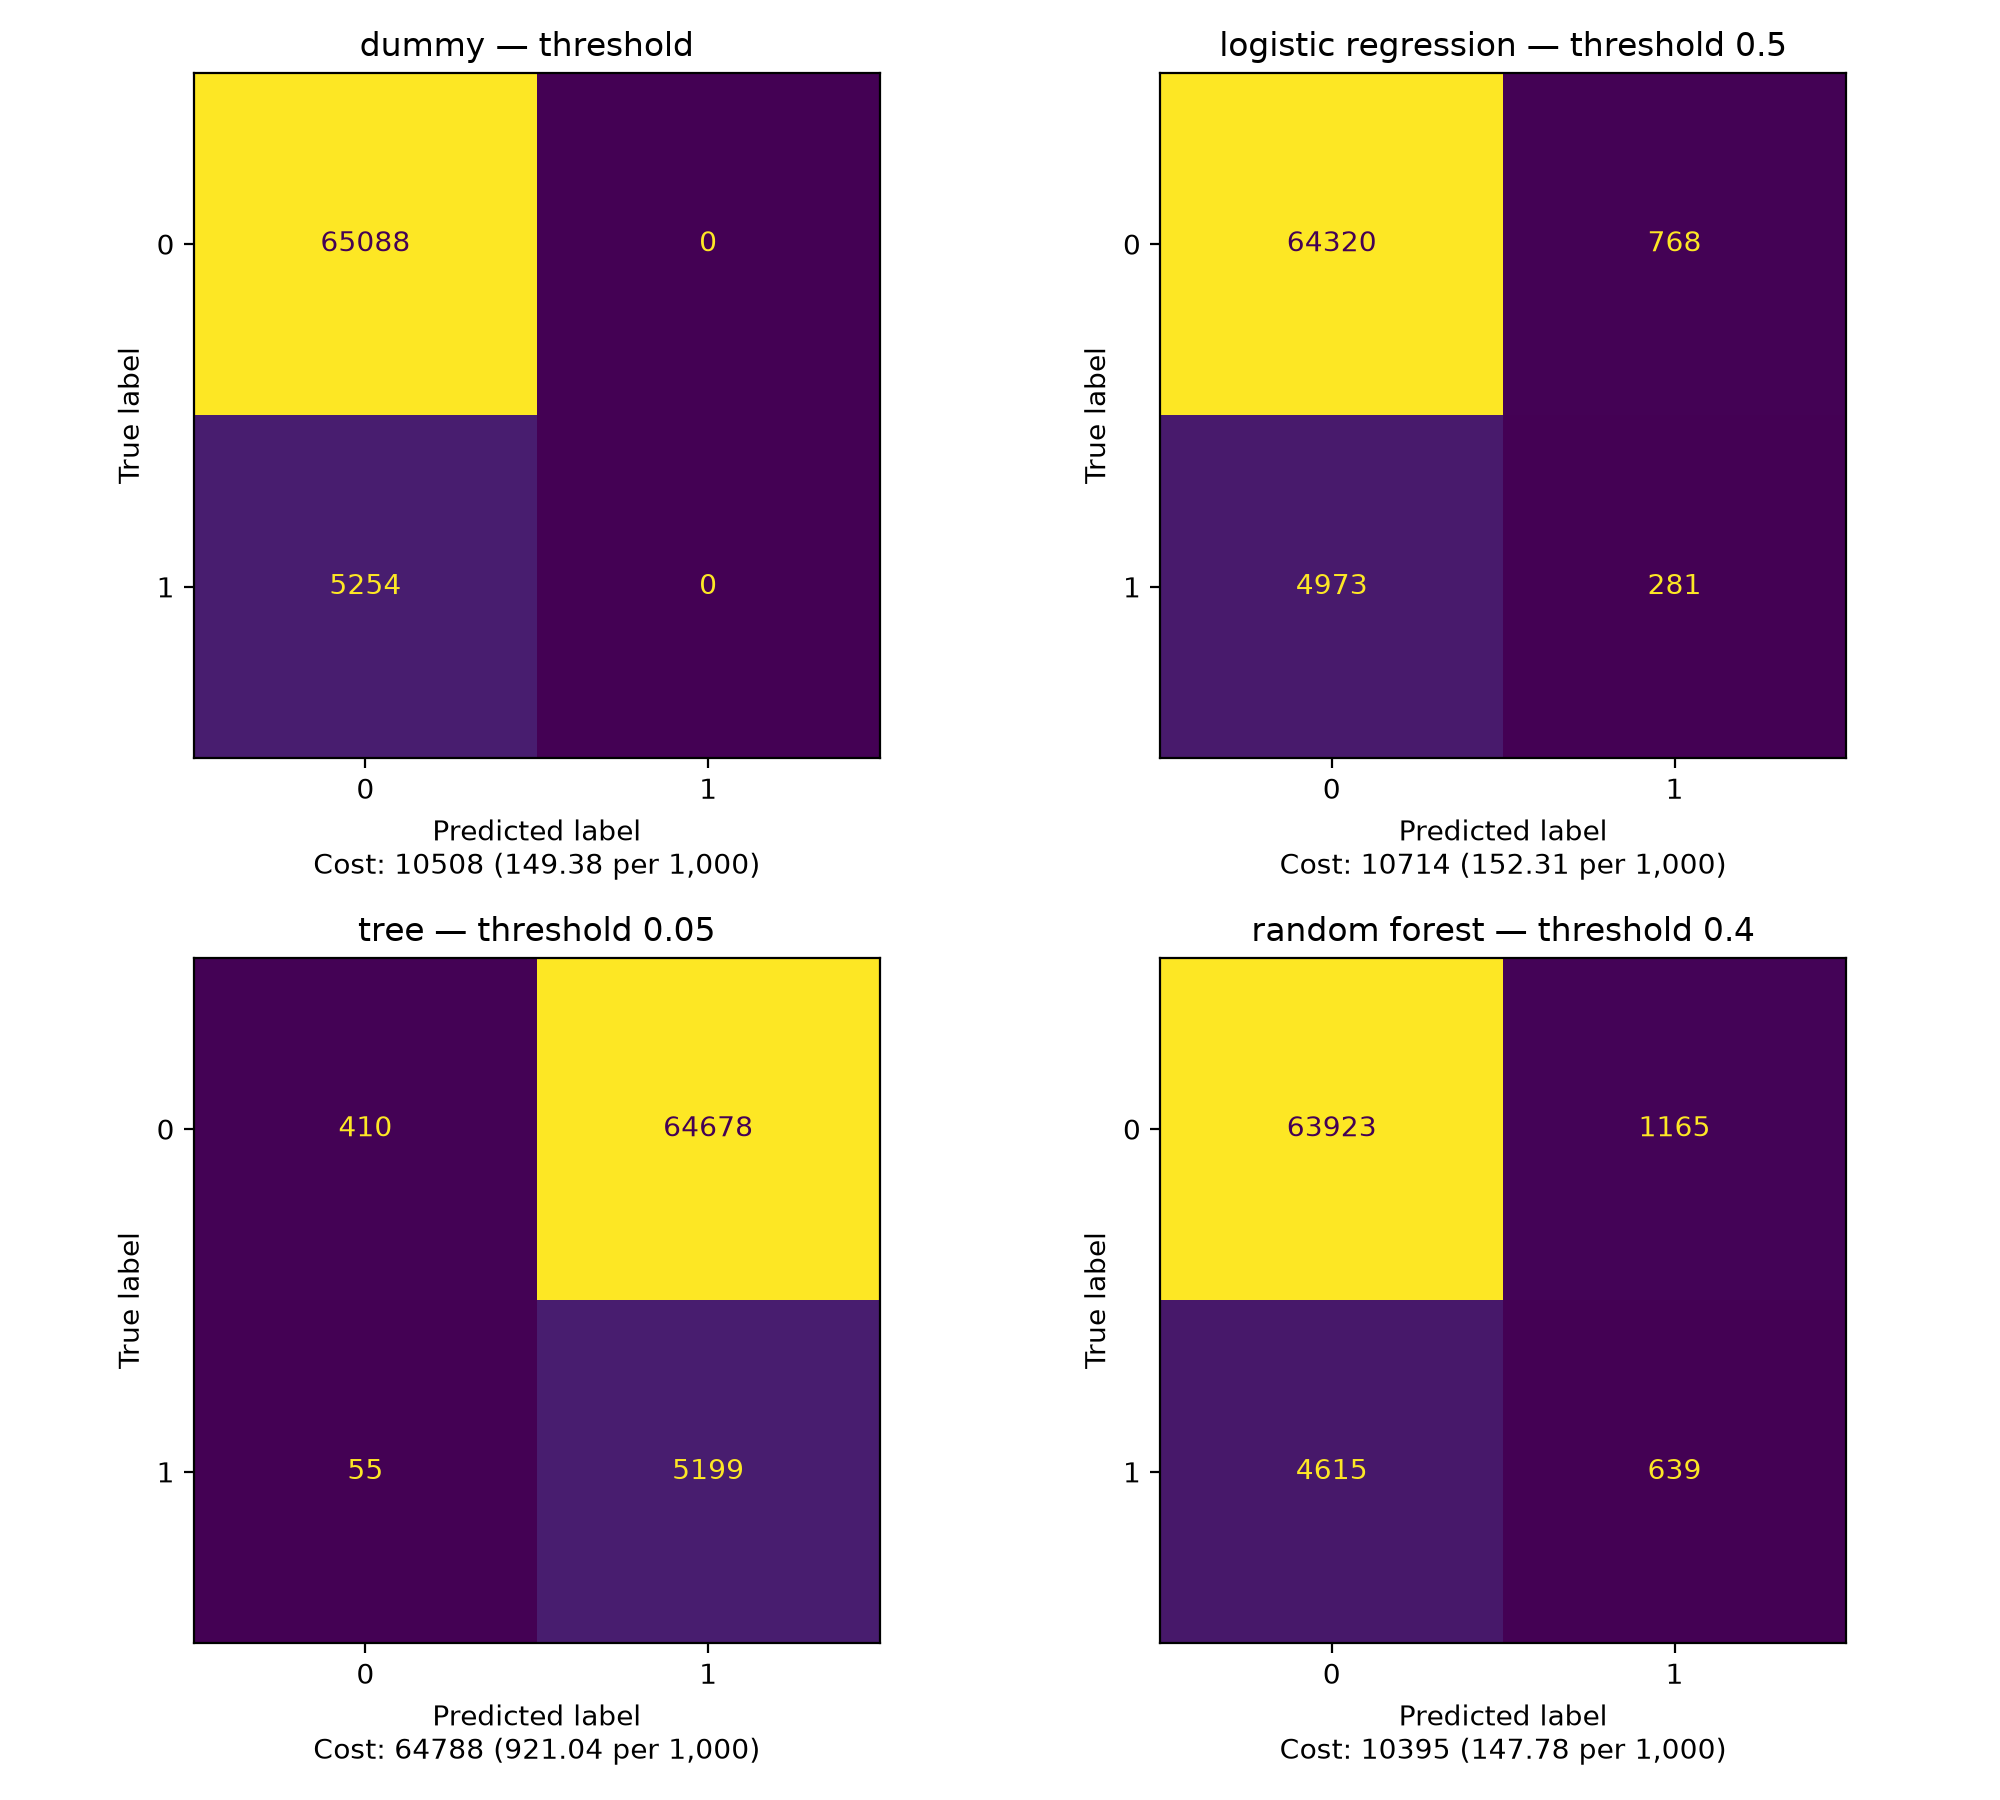 dummy — threshold
65088
0
5254
0
0
1
0
1
True label
Predicted label
Cost: 10508 (149.38 per 1,000)
logistic regression — threshold 0.5
64320
768
4973
281
0
1
0
1
True label
Predicted label
Cost: 10714 (152.31 per 1,000)
tree — threshold 0.05
410
64678
55
5199
0
1
0
1
True label
Predicted label
Cost: 64788 (921.04 per 1,000)
random forest — threshold 0.4
63923
1165
4615
639
0
1
0
1
True label
Predicted label
Cost: 10395 (147.78 per 1,000)